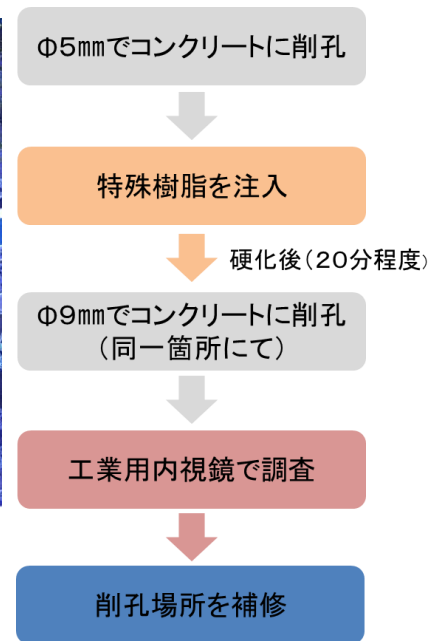 Φ5㎜でコンクリートに削孔
特殊樹脂を注入
硬化後（20分程度）
Φ9㎜でコンクリートに削孔
（同一箇所にて）
工業用内視鏡で調査
削孔場所を補修